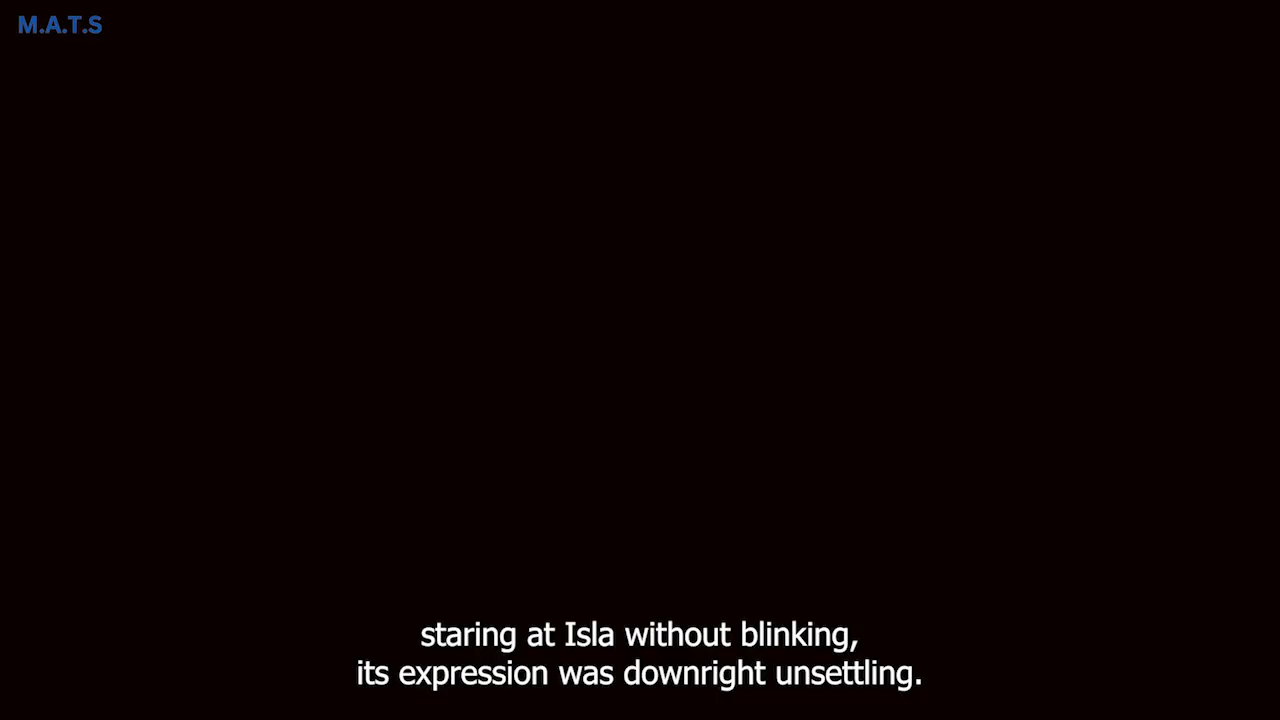 M.A.T.S
staring at Isla without blinking,
its expression was downright unsettling.